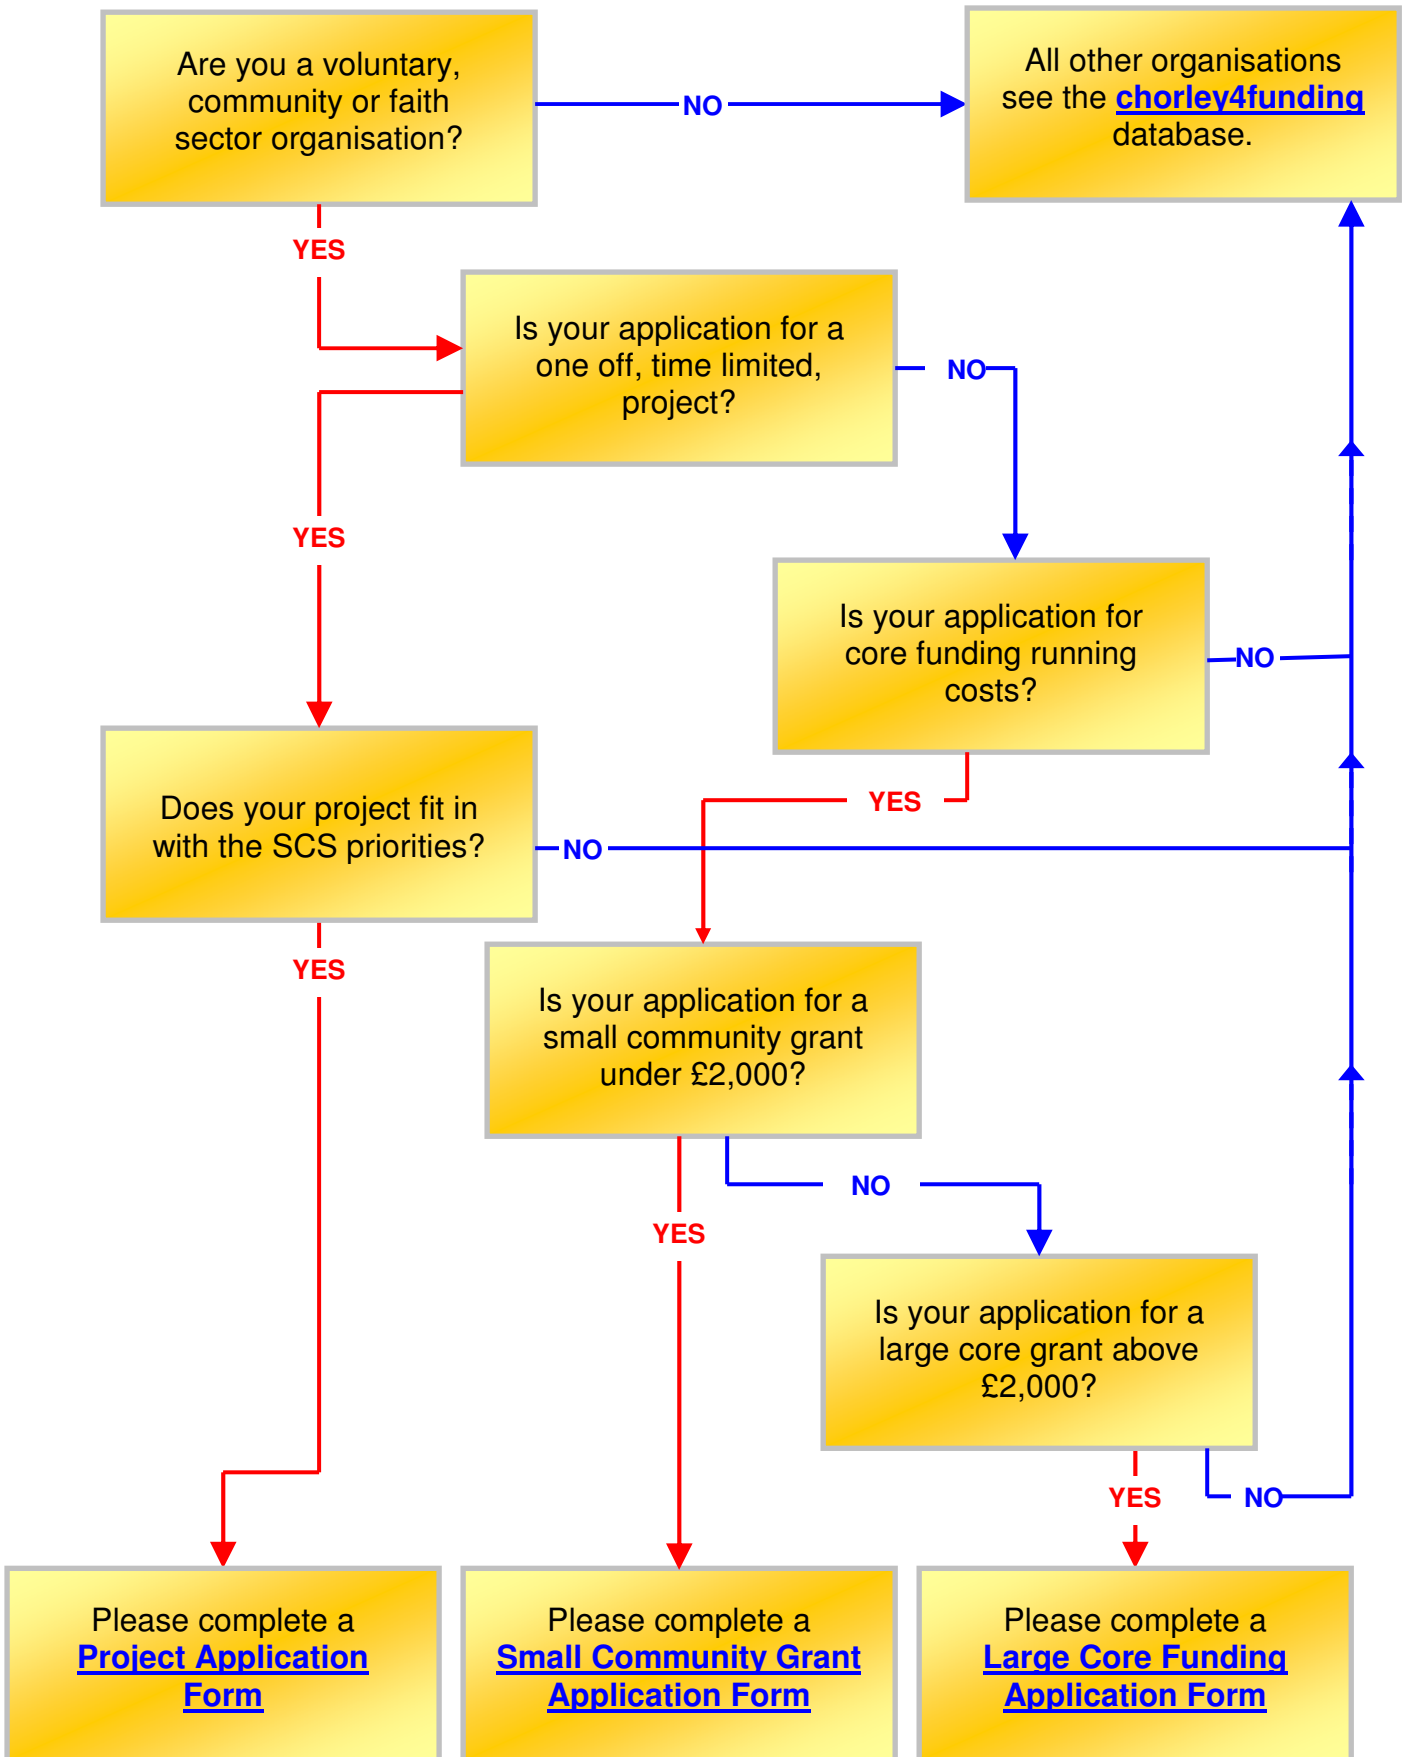 Are you a voluntary,
community or faith
sector organisation?
NO
All other organisations
see the chorley4funding
database.
YES
Is your application for a
one off, time limited,
project?
NO
YES
Is your application for
core funding running
costs?
NO
YES
Does your project fit in
with the SCS priorities?
NO
YES
Is your application for a
small community grant
under £2,000?
NO
YES
Is your application for a
large core grant above
£2,000?
YES
NO
Please complete a
Project Application
Form
Please complete a
Small Community Grant
Application Form
Please complete a
Large Core Funding
Application Form